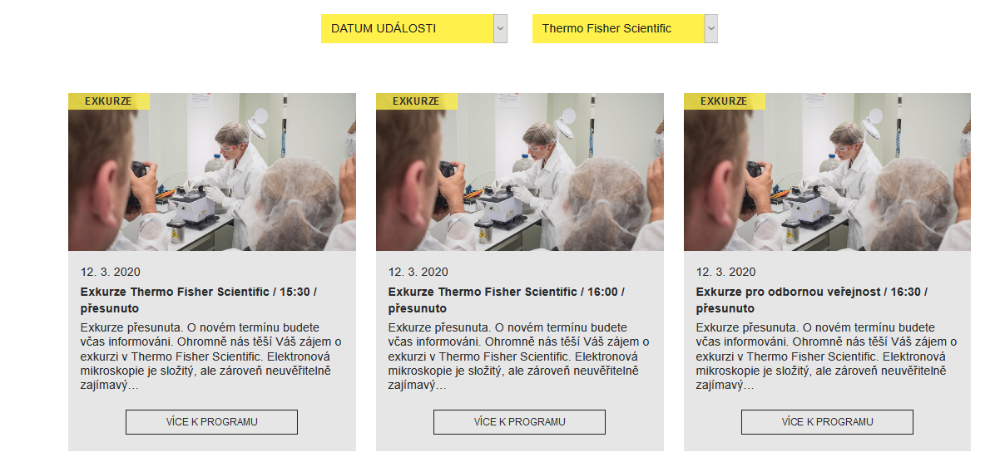 DATUM UDÁLOSTI
Thermo Fisher Scientific
EXKURZE
12. 3. 2020
Exkurze Thermo Fisher Scientific / 15:30 /
přesunuto
Exkurze přesunuta. O novém termínu budete
včas informováni. Ohromně nás těší Váš zájem o
exkurzi v Thermo Fisher Scientific. Elektronová
mikroskopie je složitý, ale zároveň neuvěřitelně
zajímavý…
VÍCE K PROGRAMU
EXKURZE
12. 3. 2020
Exkurze Thermo Fisher Scientific / 16:00 /
přesunuto
Exkurze přesunuta. O novém termínu budete
včas informováni. Ohromně nás těší Váš zájem o
exkurzi v Thermo Fisher Scientific. Elektronová
mikroskopie je složitý, ale zároveň neuvěřitelně
zajímavý…
VÍCE K PROGRAMU
EXKURZE
12. 3. 2020
Exkurze pro odbornou veřejnost / 16:30 /
přesunuto
Exkurze přesunuta. O novém termínu budete
včas informováni. Ohromně nás těší Váš zájem o
exkurzi v Thermo Fisher Scientific. Elektronová
mikroskopie je složitý, ale zároveň neuvěřitelně
zajímavý…
VÍCE K PROGRAMU